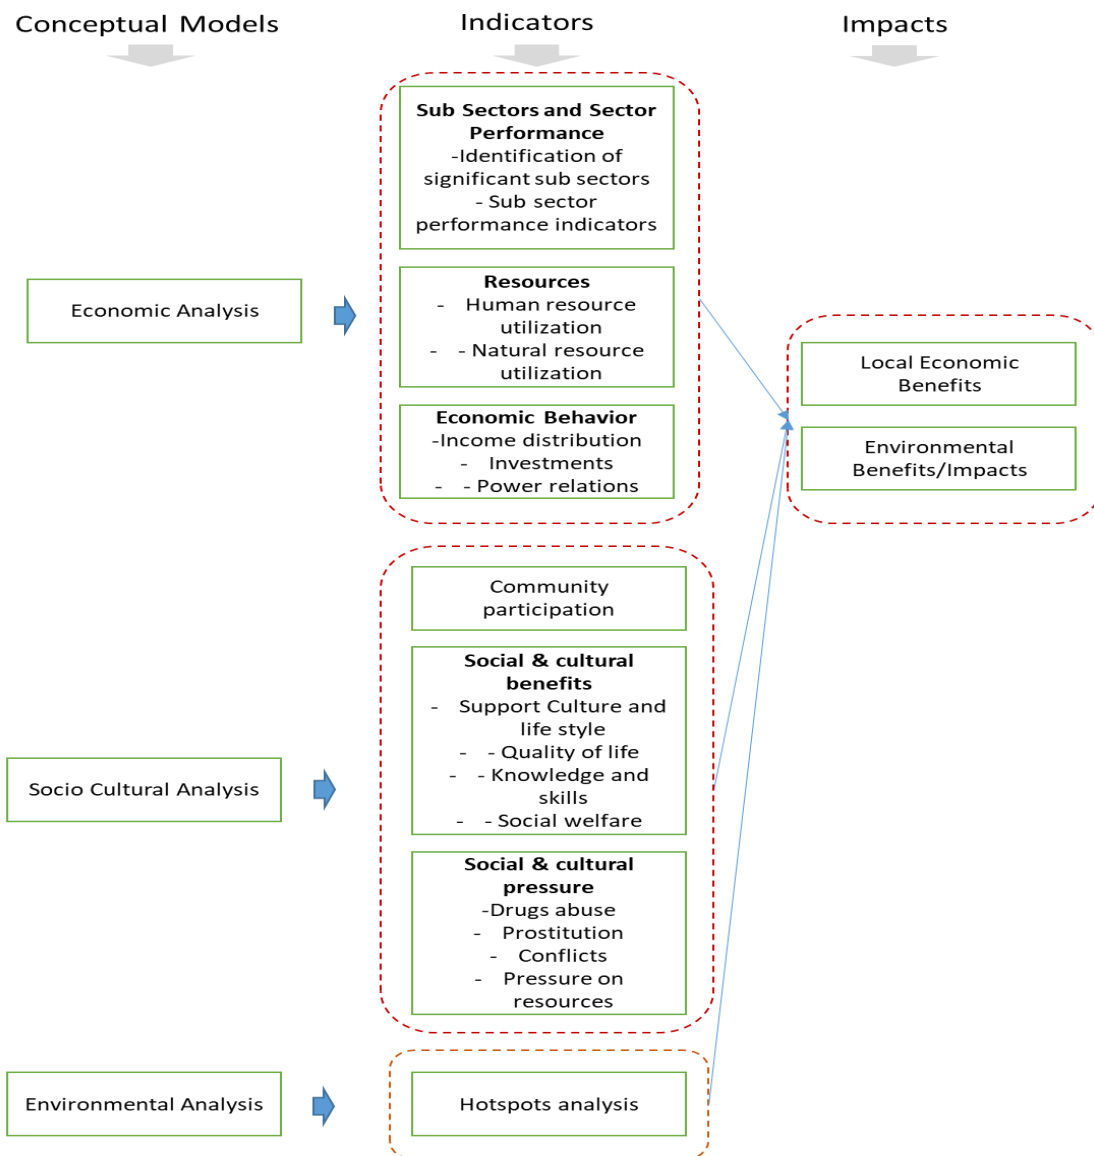 Conceptual Models
Indicators
Impacts
Sub Sectors and Sector
Performance
-Identification of
significant sub sectors
- Sub sector
performance indicators
Economic Analysis
Resources
- Human resource
utilization
- - Natural resource
utilization
Economic Behavior
-Income distribution
- Investments
- - Power relations
Local Economic
Benefits
Environmental
Benefits/Impacts
Socio Cultural Analysis
Community
participation
Social & cultural
benefits
- Support Culture and
life style
- - Quality of life
- - Knowledge and
skills
- - Social welfare
Social & cultural
pressure
-Drugs abuse
- Prostitution
- Conflicts
- Pressure on
resources
Environmental Analysis
Hotspots analysis